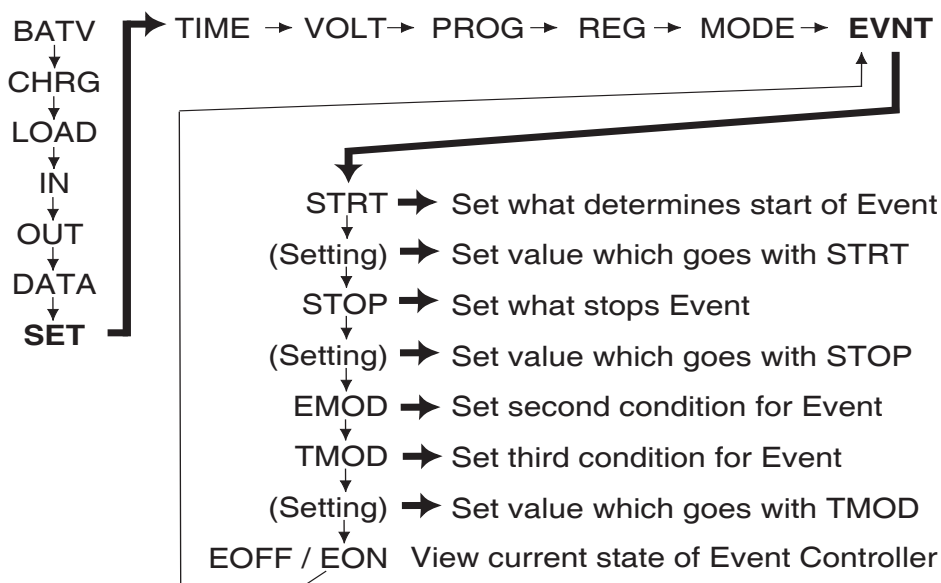 BATV
CHRG
LOAD
IN
OUT
DATA
SET
TIME VOLT PROG REG MODE EVNT
STRT Set what determines start of Event
(Setting) Set value which goes with STRT
STOP Set what stops Event
(Setting) Set value which goes with STOP
EMOD Set second condition for Event
TMOD Set third condition for Event
(Setting) Set value which goes with TMOD
EOFF / EON View current state of Event Controller